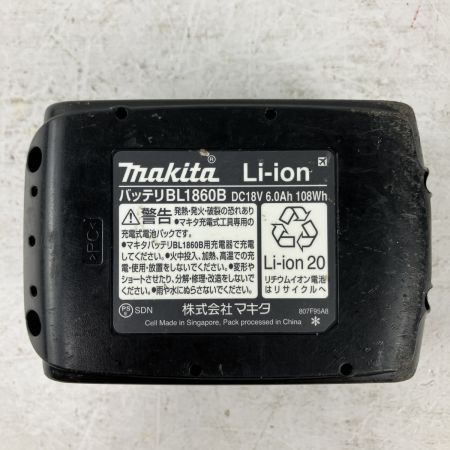 makita® Li-ion
バッテリBL1860B DC18V 6.0Ah 108Wh
警告 発熱・発火・破裂の恐れあり
●マキタ充電式工具専用の
充電式電池パックです。
●マキタバッテリBL1860B用充電器で充電
してください。●火中投入、加熱、高温での充
電・使用・放置をしないでください。●変形や
ショートさせたり、分解・修理・改造をしないで
ください。●雨や水にぬらさないでください。
Li-ion 20
リチウムイオン電池
はリサイクルへ
PS SDN 株式会社マキタ 807F95A8
Cell Made in Singapore, Pack processed in China *
>PC<